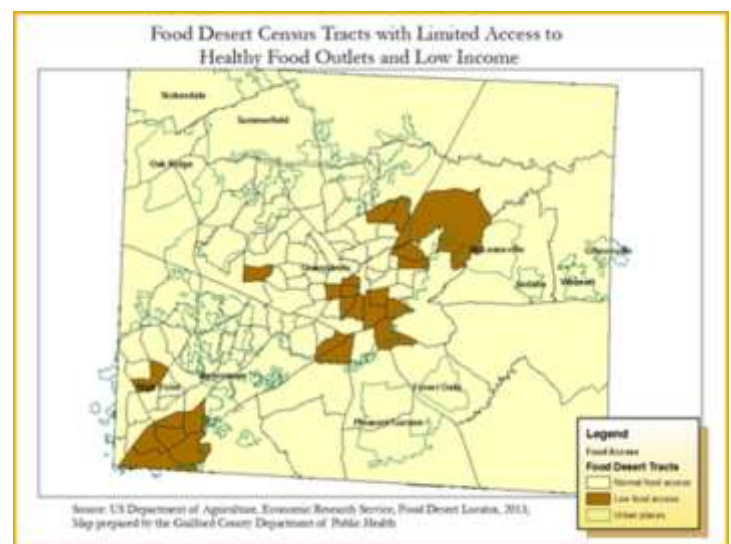 Food Desert Census Tracts with Limited Access to
Healthy Food Outlets and Low Income
Stokesdale
Summerfield
Oak Ridge
Greensboro
Gibsonville
Sedalia
Whitsett
High Point
Jamestown
Forest Oaks
Pleasant Garden
Legend
Food Access
Food Desert Tracts
Normal food access
Low food access
Urban places
Source: US Department of Agriculture, Economic Research Service, Food Desert Locator, 2013;
Map prepared by the Guilford County Department of Public Health